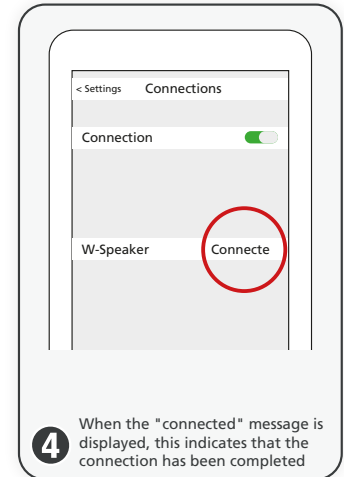 < Settings Connections
Connection
W-Speaker Connecte
4 When the "connected" message is
displayed, this indicates that the
connection has been completed